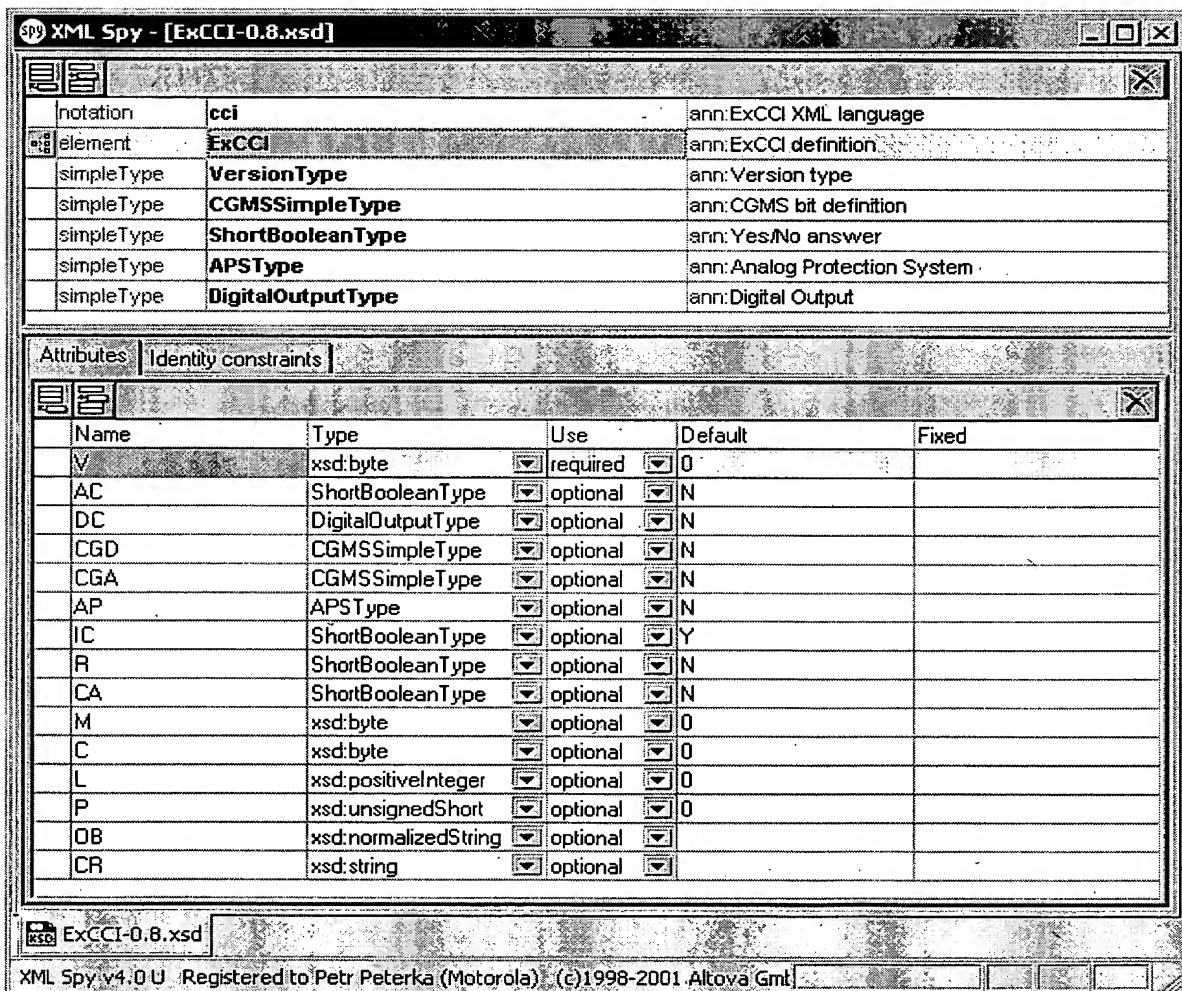 spy XML Spy - [ExCCI-0.8.xsd]
notation cci ann:ExCCI XML language
element ExCCI ann:ExCCI definition
simpleType VersionType ann:Version type
simpleType CGMSSimpleType ann:CGMS bit definition
simpleType ShortBooleanType ann:Yes/No answer
simpleType APSType ann:Analog Protection System
simpleType DigitalOutputType ann:Digital Output
Attributes Identity constraints
Name Type Use Default Fixed
V xsd:byte required 0
AC ShortBooleanType optional N
DC DigitalOutputType optional N
CGD CGMSSimpleType optional N
CGA CGMSSimpleType optional N
AP APSType optional N
IC ShortBooleanType optional Y
R ShortBooleanType optional N
CA ShortBooleanType optional N
M xsd:byte optional 0
C xsd:byte optional 0
L xsd:positiveInteger optional 0
P xsd:unsignedShort optional 0
OB xsd:normalizedString optional
CR xsd:string optional
XSD ExCCI-0.8.xsd
XML Spy v4.0 U Registered to Petr Peterka (Motorola) (c)1998-2001 Altova Gmb